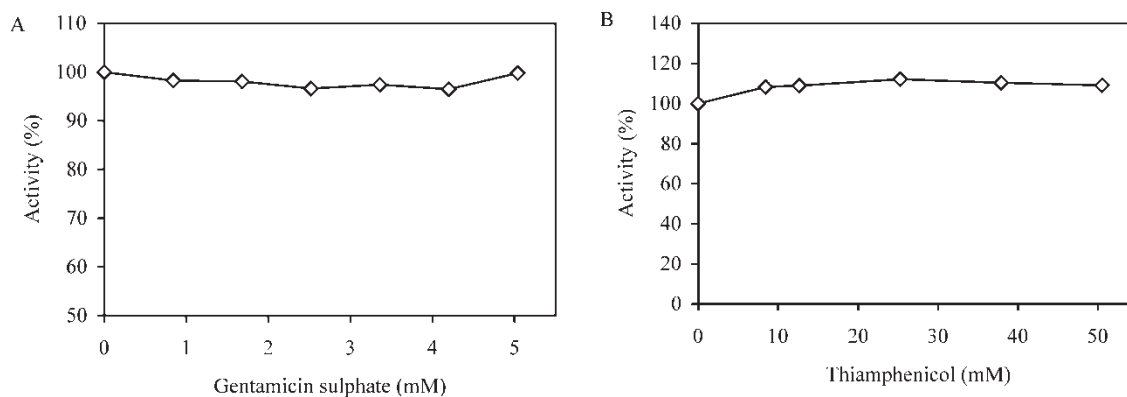 A
110
100
90
80
70
60
50
Activity (%)
0 1 2 3 4 5
Gentamicin sulphate (mM)
B
140
120
100
80
60
40
20
0
Activity (%)
0 10 20 30 40 50
Thiamphenicol (mM)